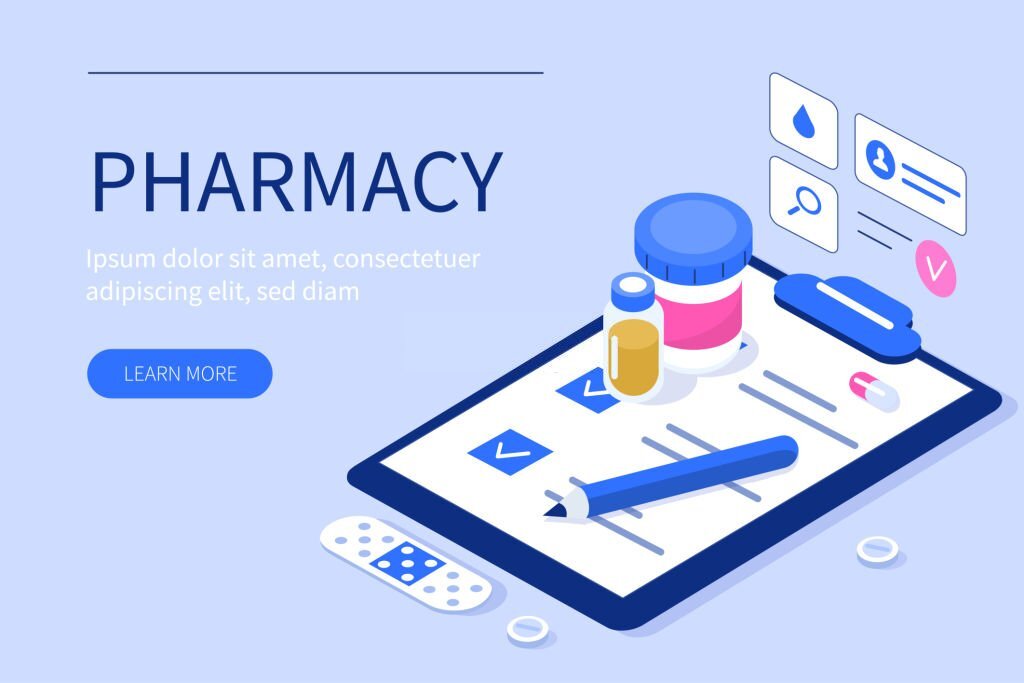 PHARMACY
Ipsum dolor sit amet, consectetuer
adipiscing elit, sed diam
LEARN MORE